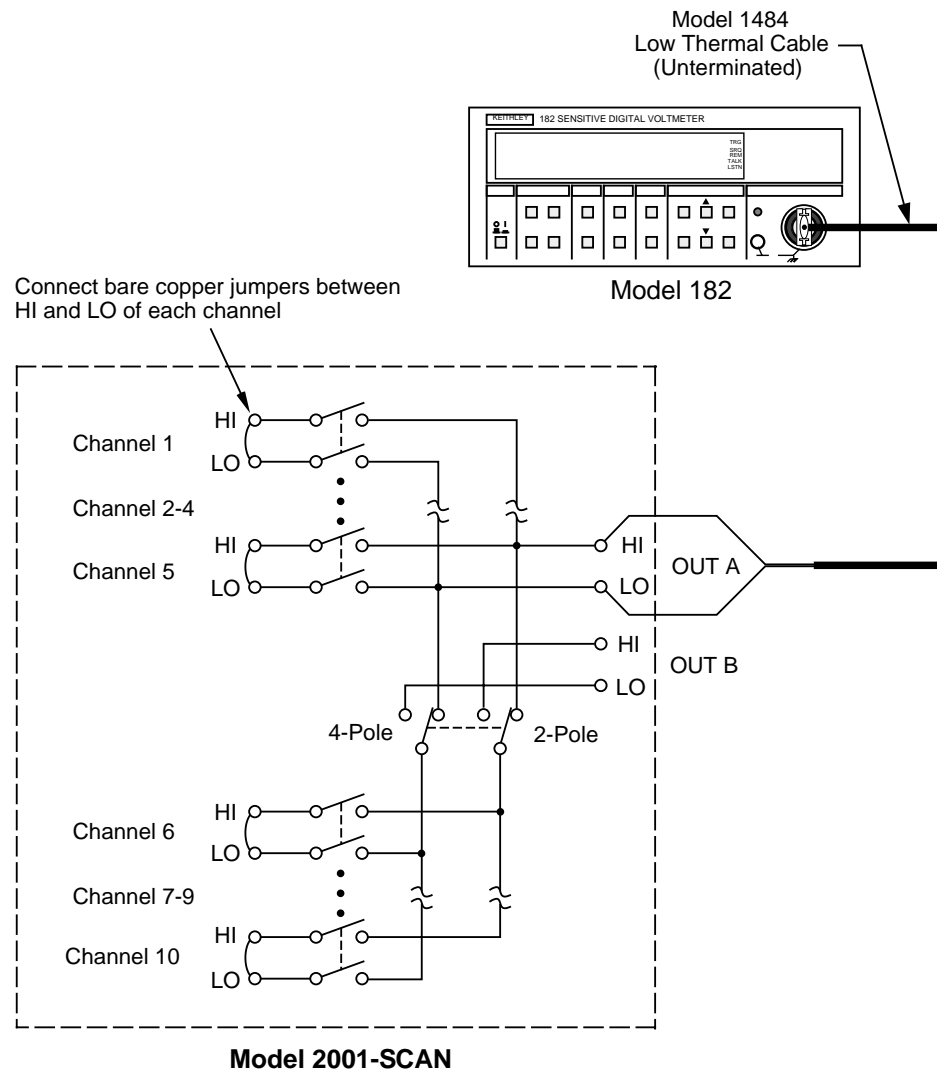 Model 1484
Low Thermal Cable
(Unterminated)
KEITHLEY 182 SENSITIVE DIGITAL VOLTMETER
TRG
SRQ
REM
TALK
LSTN
0 1
Model 182
Connect bare copper jumpers between
HI and LO of each channel
HI
Channel 1
LO
Channel 2-4
HI
Channel 5
LO
HI
OUT A
LO
HI
OUT B
LO
4-Pole
2-Pole
HI
Channel 6
LO
Channel 7-9
HI
Channel 10
LO
Model 2001-SCAN